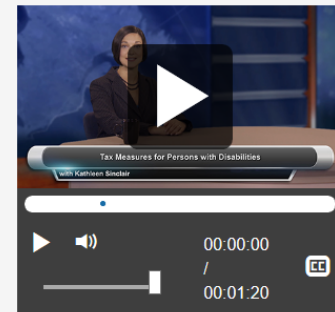 Tax Measures for Persons with Disabilities
with Kathleen Sinclair
00:00:00
/
00:01:20
CC